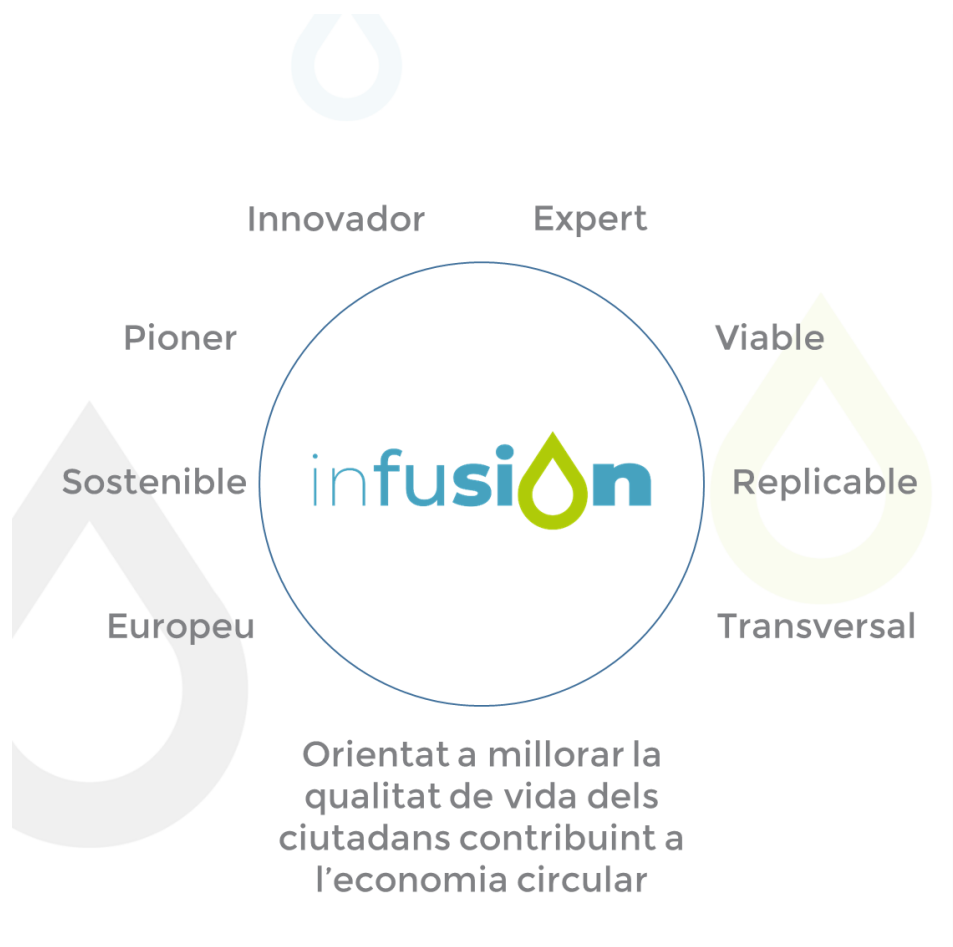 Innovador
Expert
Pioner
Viable
Sostenible
infusion
Replicable
Europeu
Transversal
Orientat a millorar la
qualitat de vida dels
ciutadans contribuint a
l’economia circular